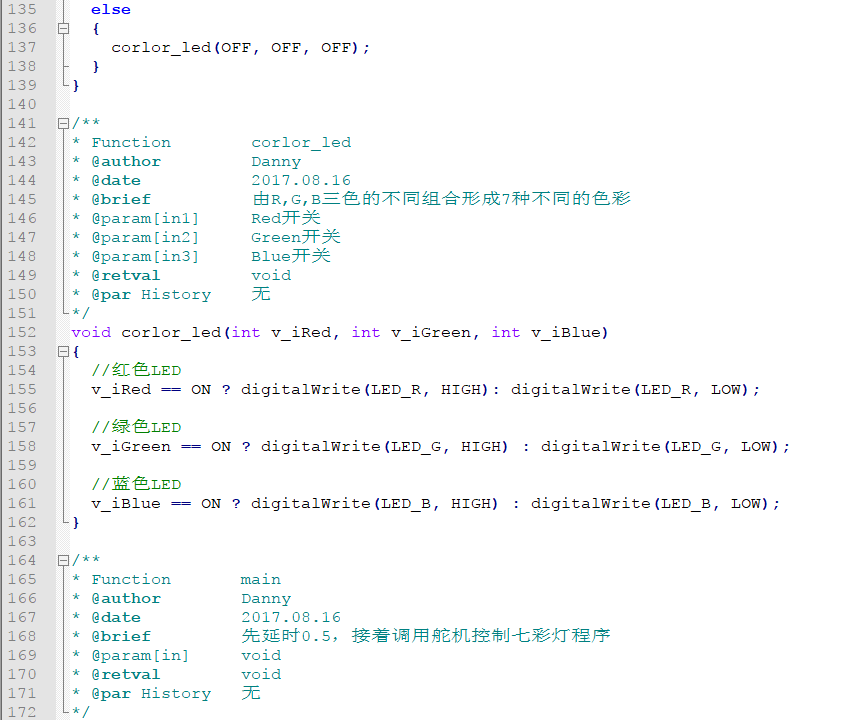 135 else
136 {
137 corlor_led(OFF, OFF, OFF);
138 }
139 }
140
141 /**
142 * Function corlor_led
143 * @author Danny
144 * @date 2017.08.16
145 * @brief 由R,G,B三色的不同组合形成7种不同的色彩
146 * @param[in1] Red开关
147 * @param[in2] Green开关
148 * @param[in3] Blue开关
149 * @retval void
150 * @par History 无
151 */
152 void corlor_led(int v_iRed, int v_iGreen, int v_iBlue)
153 {
154 //红色LED
155 v_iRed == ON ? digitalWrite(LED_R, HIGH): digitalWrite(LED_R, LOW);
156
157 //绿色LED
158 v_iGreen == ON ? digitalWrite(LED_G, HIGH) : digitalWrite(LED_G, LOW);
159
160 //蓝色LED
161 v_iBlue == ON ? digitalWrite(LED_B, HIGH) : digitalWrite(LED_B, LOW);
162 }
163
164 /**
165 * Function main
166 * @author Danny
167 * @date 2017.08.16
168 * @brief 先延时0.5，接着调用舵机控制七彩灯程序
169 * @param[in] void
170 * @retval void
171 * @par History 无
172 */